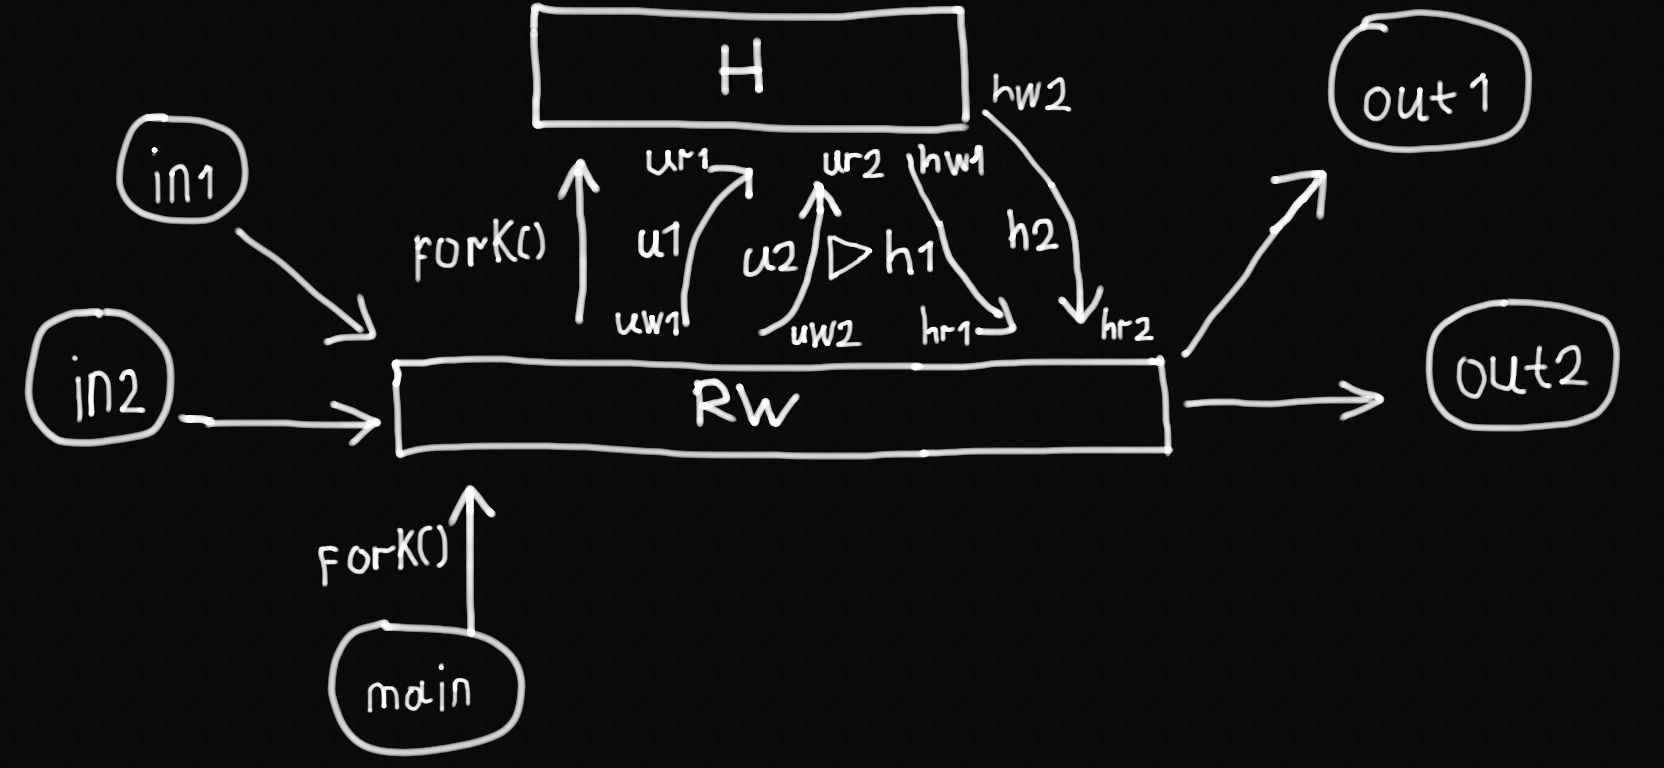 H
hw2
out1
in1
ur1
ur2
hw1
fork()
u1
u2
h1
h2
uw1
uw2
hr1
hr2
in2
RW
out2
fork()
main